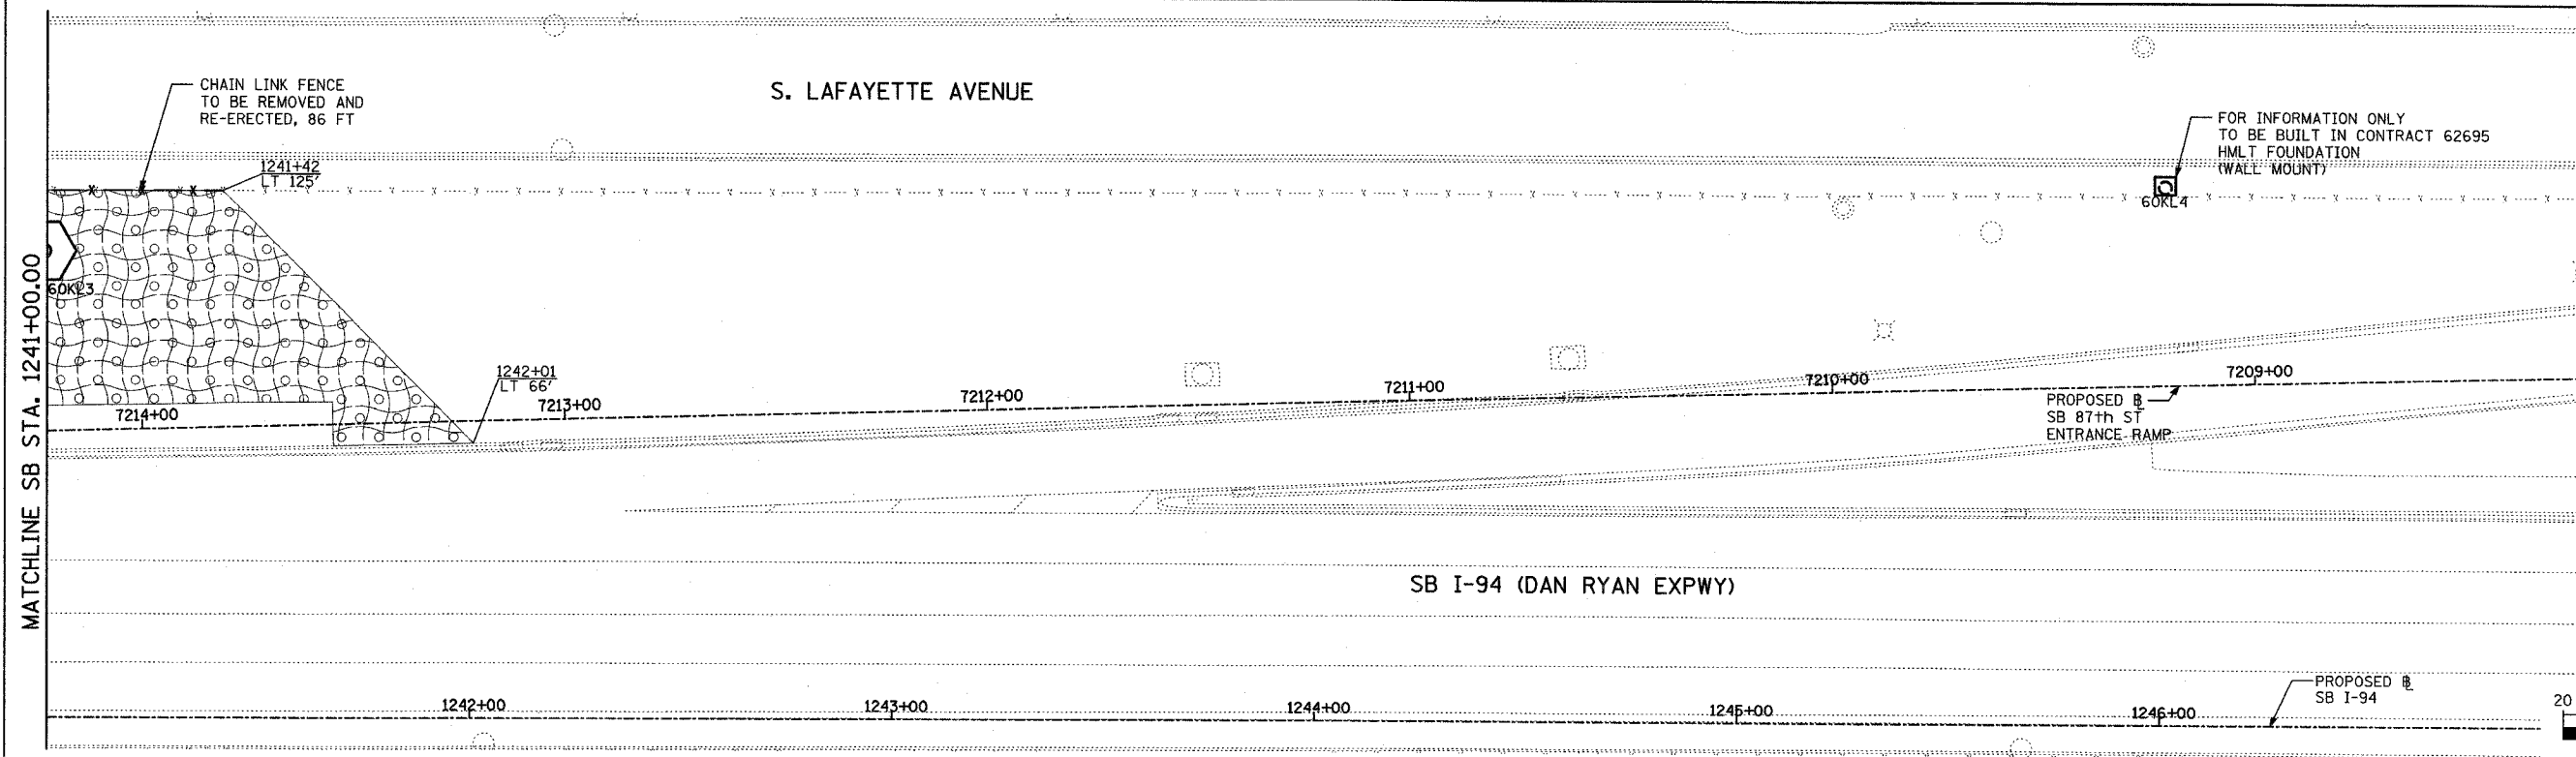 CHAIN LINK FENCE
TO BE REMOVED AND
RE-ERECTED, 86 FT
S. LAFAYETTE AVENUE
FOR INFORMATION ONLY
TO BE BUILT IN CONTRACT 62695
HMLT FOUNDATION
(WALL MOUNT)
1241+42
LT 125'
60KL4
MATCHLINE SB STA. 1241+00.00
60KL3
1242+01
LT 66'
7214+00
7213+00
7212+00
7211+00
7210+00
7209+00
PROPOSED ℄
SB 87th ST
ENTRANCE RAMP
SB I-94 (DAN RYAN EXPWY)
1242+00
1243+00
1244+00
1245+00
1246+00
PROPOSED ℄
SB I-94
20